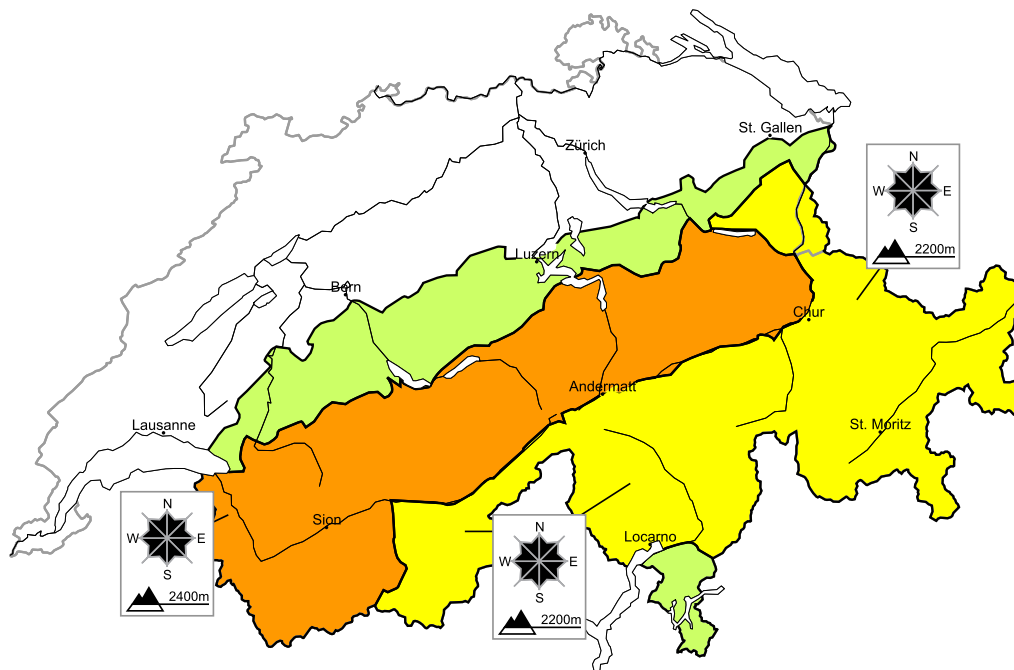 St. Gallen
Zürich
N
W E
S
2200m
Luzern
Bern
Chur
Andermatt
Lausanne
St. Moritz
N
W E
S
2400m
Sion
N
W E
S
2200m
Locarno